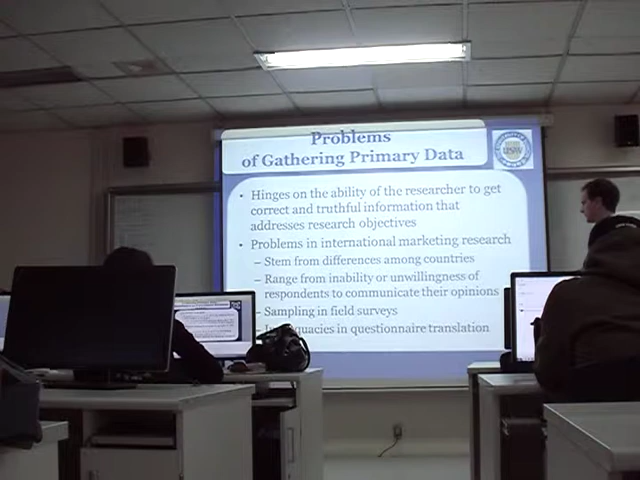 Problems
of Gathering Primary Data
• Hinges on the ability of the researcher to get
correct and truthful information that
addresses research objectives
• Problems in international marketing research
– Stem from differences among countries
– Range from inability or unwillingness of
respondents to communicate their opinions
– Sampling in field surveys
in questionnaire translation